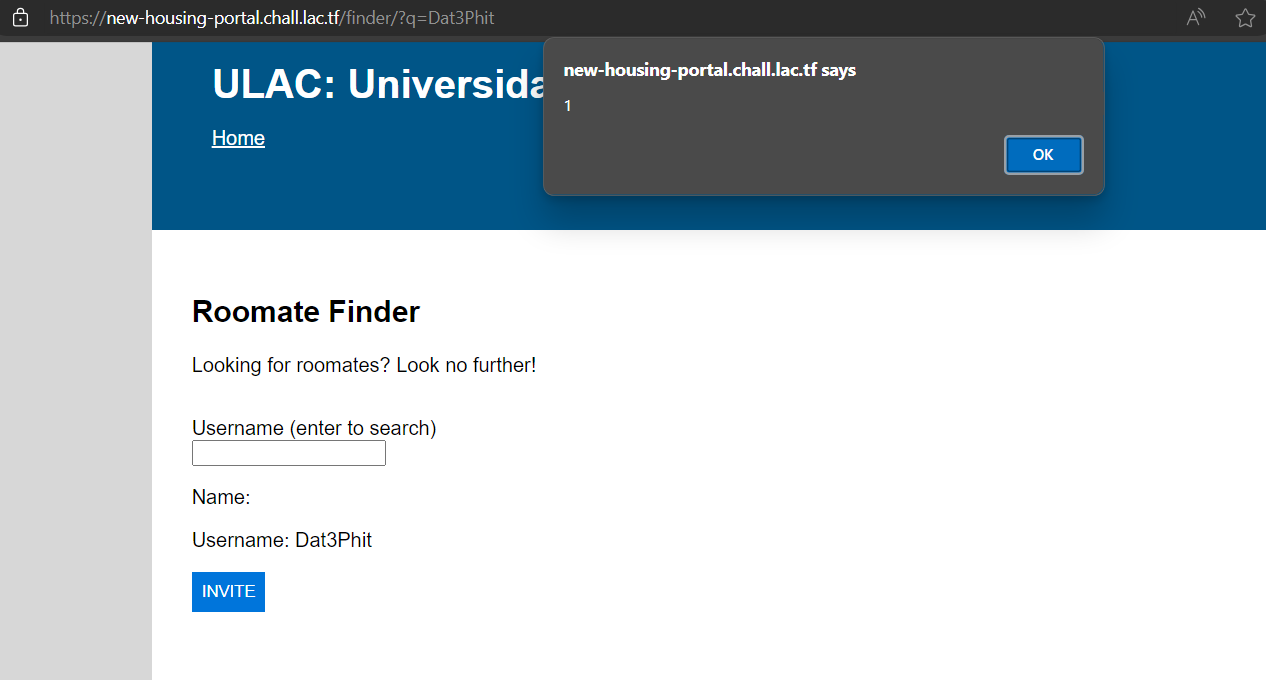 https://new-housing-portal.chall.lac.tf/finder/?q=Dat3Phit
new-housing-portal.chall.lac.tf says
1
OK
ULAC: Universida
Home
Roomate Finder
Looking for roomates? Look no further!
Username (enter to search)
Name:
Username: Dat3Phit
INVITE